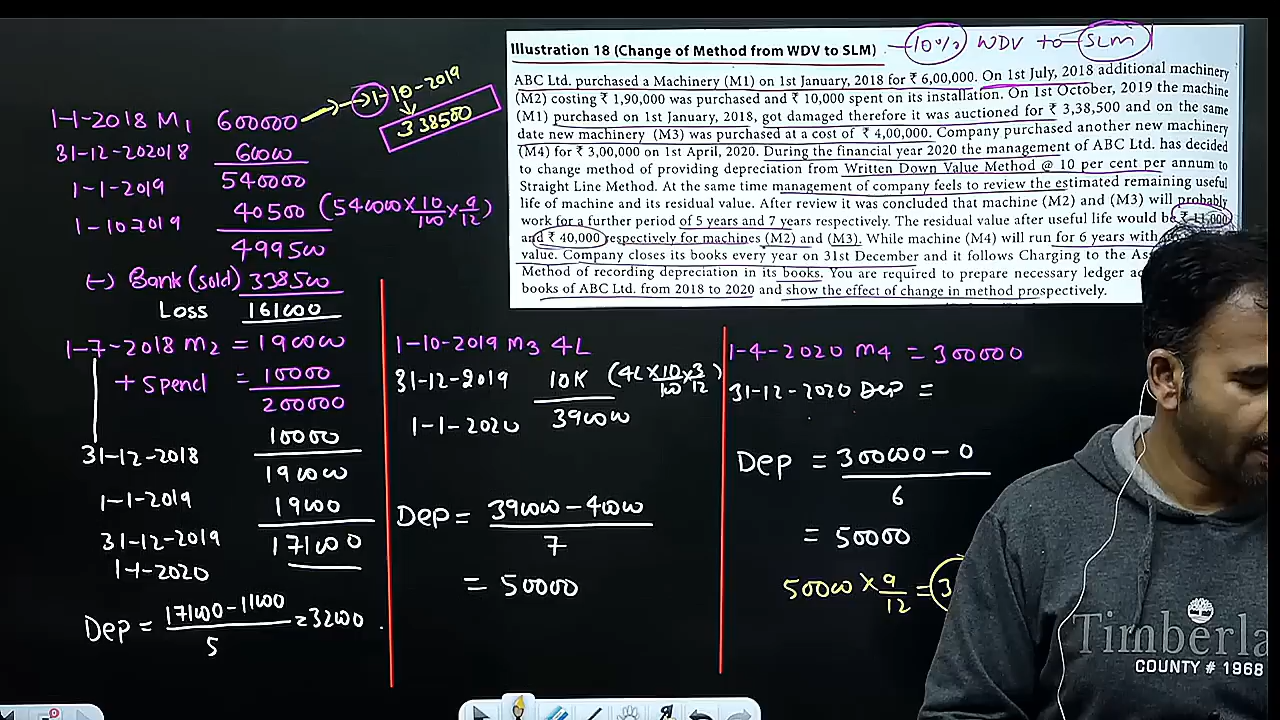 Illustration 18 (Change of Method from WDV to SLM) - 10% WDV to SLM
ABC Ltd. purchased a Machinery (M1) on 1st January, 2018 for ₹ 6,00,000. On 1st July, 2018 additional machinery
(M2) costing ₹ 1,90,000 was purchased and ₹ 10,000 spent on its installation. On 1st October, 2019 the machine
(M1) purchased on 1st January, 2018, got damaged therefore it was auctioned for ₹ 3,38,500 and on the same
date new machinery (M3) was purchased at a cost of ₹ 4,00,000. Company purchased another new machinery
(M4) for ₹ 3,00,000 on 1st April, 2020. During the financial year 2020 the management of ABC Ltd. has decided
to change method of providing depreciation from Written Down Value Method @ 10 per cent per annum to
Straight Line Method. At the same time management of company feels to review the estimated remaining useful
life of machine and its residual value. After review it was concluded that machine (M2) and (M3) will probably
work for a further period of 5 years and 7 years respectively. The residual value after useful life would be ₹ 11,000
and ₹ 40,000 respectively for machines (M2) and (M3). While machine (M4) will run for 6 years with
value. Company closes its books every year on 31st December and it follows Charging to the
Method of recording depreciation in its books. You are required to prepare necessary ledger
books of ABC Ltd. from 2018 to 2020 and show the effect of change in method prospectively.
1-1-2018 M1 600000 → 1-10-2019
338500
31-12-202018 60000
1-1-2019 540000
1-10-2019 40500 (540000 × 10/100 × 9/12)
499500
(-) Bank (sold) 338500
Loss 161000
1-7-2018 M2 = 190000
+ Spend = 10000
200000
31-12-2018 10000
190000
1-1-2019 19000
31-12-2019 171000
1-1-2020
Dep = 171000 - 11000 / 5 = 32000
1-10-2019 M3 4L
31-12-2019 10K (4L × 10/100 × 3/12)
1-1-2020 390000
Dep = 390000 - 40000 / 7
= 50000
1-4-2020 M4 = 300000
31-12-2020 Dep =
Dep = 300000 - 0 / 6
= 50000
50000 × 9/12 = 3
Timberla
COUNTY # 1968